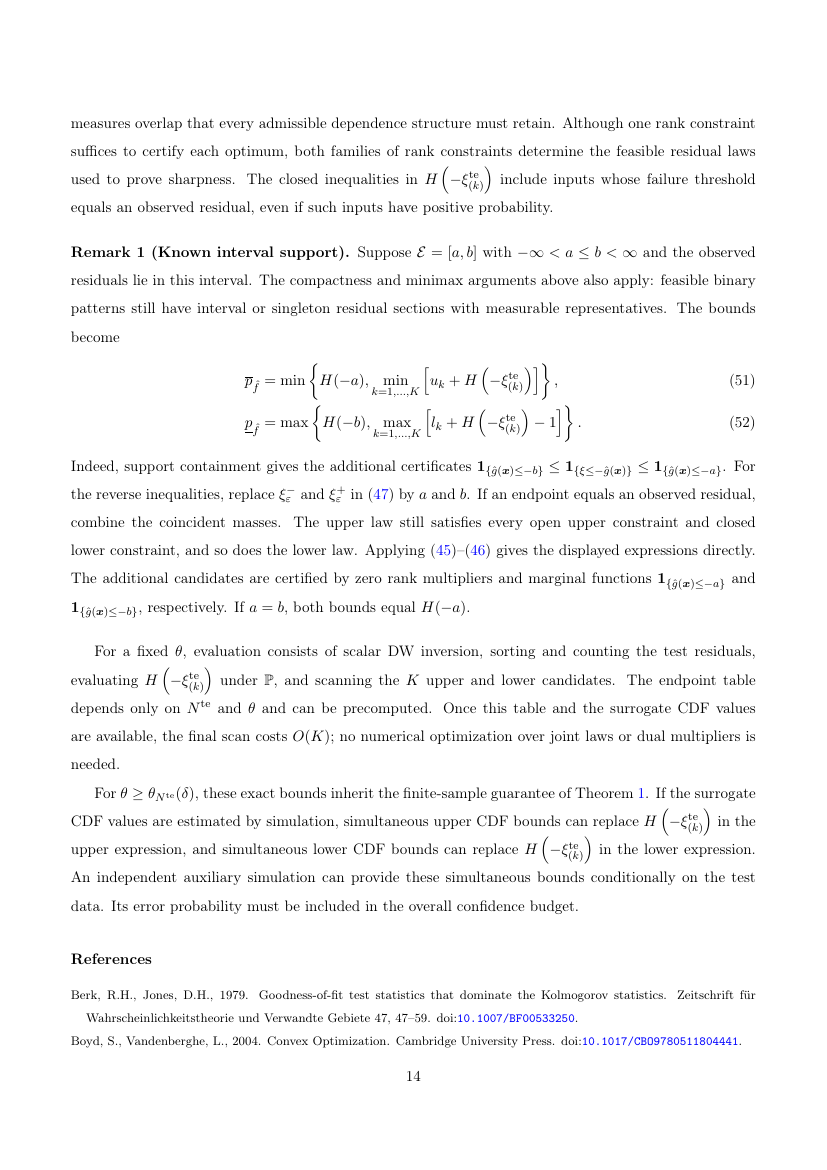 measures overlap that every admissible dependence structure must retain. Although one rank constraint
suffices to certify each optimum, both families of rank constraints determine the feasible residual laws
used to prove sharpness. The closed inequalities in H(−ξ^te_(k)) include inputs whose failure threshold
equals an observed residual, even if such inputs have positive probability.
Remark 1 (Known interval support). Suppose ℰ = [a, b] with −∞ < a ≤ b < ∞ and the observed
residuals lie in this interval. The compactness and minimax arguments above also apply: feasible binary
patterns still have interval or singleton residual sections with measurable representatives. The bounds
become
p̅_f̂ = min { H(−a), min_{k=1,...,K} [ u_k + H(−ξ^te_(k)) ] } , (51)
p̲_f̂ = max { H(−b), max_{k=1,...,K} [ l_k + H(−ξ^te_(k)) − 1 ] } . (52)
Indeed, support containment gives the additional certificates 1_{ĝ(x)≤−b} ≤ 1_{ξ≤−ĝ(x)} ≤ 1_{ĝ(x)≤−a}. For
the reverse inequalities, replace ξ_ε^− and ξ_ε^+ in (47) by a and b. If an endpoint equals an observed residual,
combine the coincident masses. The upper law still satisfies every open upper constraint and closed
lower constraint, and so does the lower law. Applying (45)–(46) gives the displayed expressions directly.
The additional candidates are certified by zero rank multipliers and marginal functions 1_{ĝ(x)≤−a} and
1_{ĝ(x)≤−b}, respectively. If a = b, both bounds equal H(−a).
For a fixed θ, evaluation consists of scalar DW inversion, sorting and counting the test residuals,
evaluating H(−ξ^te_(k)) under ℙ, and scanning the K upper and lower candidates. The endpoint table
depends only on N^te and θ and can be precomputed. Once this table and the surrogate CDF values
are available, the final scan costs O(K); no numerical optimization over joint laws or dual multipliers is
needed.
For θ ≥ θ_{N^te}(δ), these exact bounds inherit the finite-sample guarantee of Theorem 1. If the surrogate
CDF values are estimated by simulation, simultaneous upper CDF bounds can replace H(−ξ^te_(k)) in the
upper expression, and simultaneous lower CDF bounds can replace H(−ξ^te_(k)) in the lower expression.
An independent auxiliary simulation can provide these simultaneous bounds conditionally on the test
data. Its error probability must be included in the overall confidence budget.
References
Berk, R.H., Jones, D.H., 1979. Goodness-of-fit test statistics that dominate the Kolmogorov statistics. Zeitschrift für
Wahrscheinlichkeitstheorie und Verwandte Gebiete 47, 47–59. doi:10.1007/BF00533250.
Boyd, S., Vandenberghe, L., 2004. Convex Optimization. Cambridge University Press. doi:10.1017/CBO9780511804441.
14